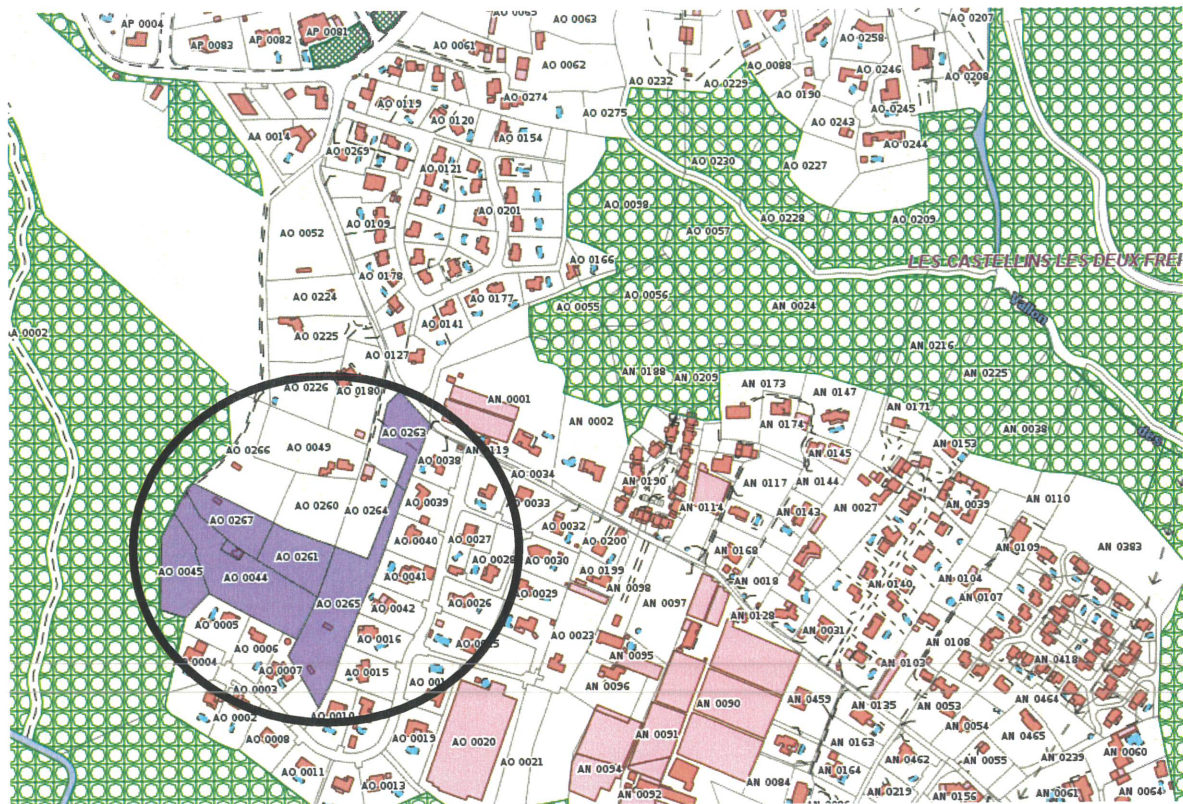 AP 0004
AP 0083
AP 0082
AP 0081
AO 0061
AO 0065
AO 0063
AO 0062
AO 0232
AO 0229
AO 0088
AO 0258
AO 0207
AO 0246
AO 0208
AO 0190
AO 0245
AO 0243
AO 0244
AO 0119
AO 0120
AO 0274
AO 0275
AO 0154
AA 0014
AO 0269
AO 0121
AO 0230
AO 0227
AO 0201
AO 0098
AO 0057
AO 0228
AO 0209
AO 0052
AO 0109
AO 0166
LES CASTELLINS LES DEUX FRER
AO 0178
AO 0177
AO 0056
AO 0055
AN 0024
Vallon
AO 0224
AO 0225
AO 0141
AO 0127
A 0002
AN 0216
AN 0225
AN 0188
AN 0209
AN 0173
AN 0147
AN 0171
AN 0038
des
AO 0226
AO 0180
AN 0001
AN 0002
AN 0174
AN 0145
AN 0153
AO 0263
AN 0119
AO 0038
AO 0034
AO 0049
AO 0266
AN 0190
AN 0117
AN 0144
AN 0039
AN 0110
AO 0260
AO 0264
AO 0039
AO 0033
AN 0114
AN 0143
AN 0027
AO 0267
AO 0040
AO 0027
AO 0032
AO 0200
AN 0168
AN 0109
AN 0383
AO 0261
AO 0028
AO 0030
AO 0045
AO 0044
AO 0041
AO 0199
AN 0018
AN 0140
AN 0104
AN 0107
AO 0265
AO 0042
AO 0026
AO 0029
AN 0098
AN 0097
AN 0128
AO 0005
AO 0016
AO 0023
AN 0031
AN 0108
AO 0006
AN 0095
AN 0103
AN 0418
0004
AO 0007
AO 0015
AN 0096
AO 0003
AN 0459
AN 0135
AN 0053
AN 0464
AO 0002
AO 0010
AN 0090
AO 0008
AO 0019
AO 0020
AN 0091
AN 0163
AN 0054
AN 0465
AN 0060
AO 0011
AO 0021
AN 0094
AN 0084
AN 0164
AN 0462
AN 0055
AN 0239
AO 0013
AN 0092
AN 0219
AN 0156
AN 0061
AN 0064